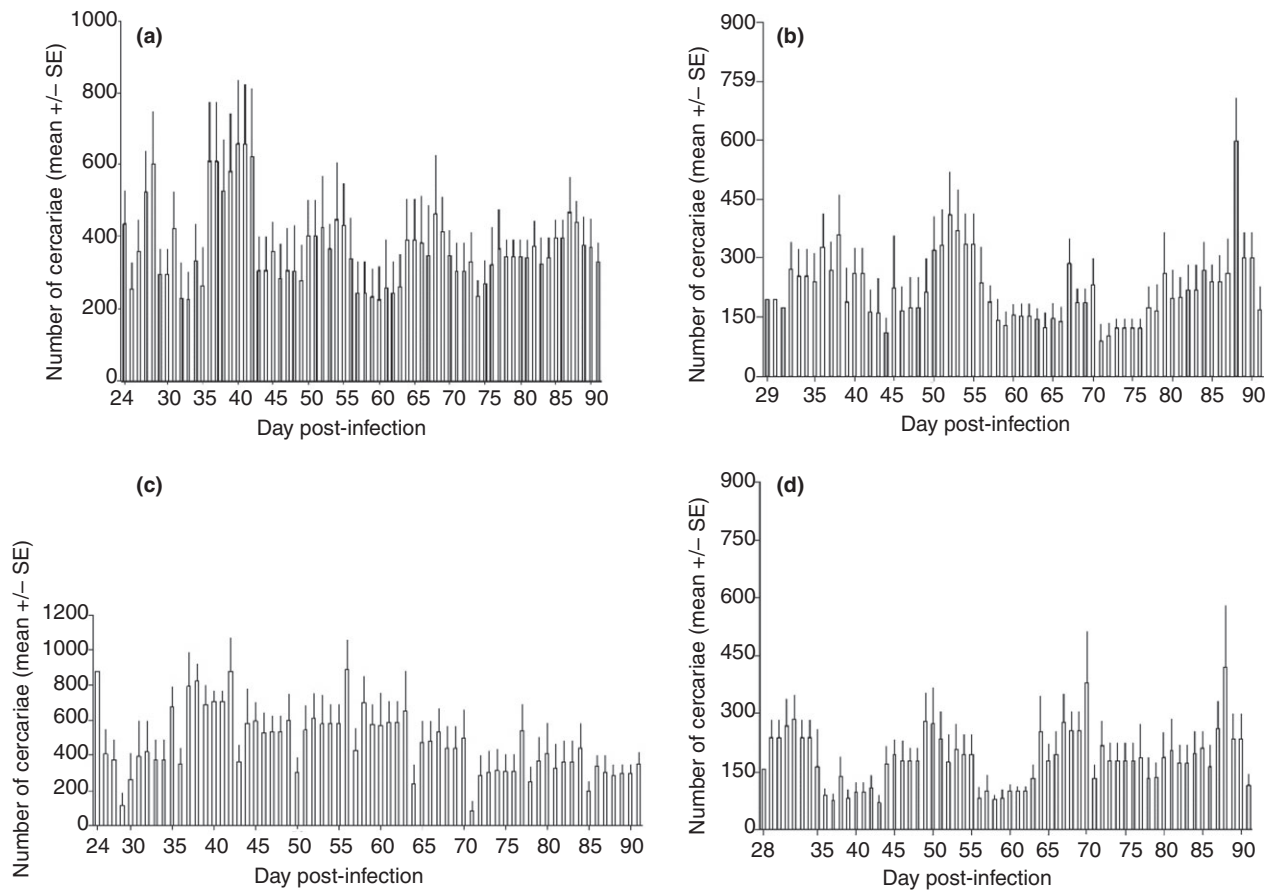 (a)
Number of cercariae (mean +/– SE)
1000
800
600
400
200
0
24 30 35 40 45 50 55 60 65 70 75 80 85 90
Day post-infection
(b)
Number of cercariae (mean +/– SE)
900
759
600
450
300
150
0
29 35 40 45 50 55 60 65 70 75 80 85 90
Day post-infection
(c)
Number of cercariae (mean +/– SE)
1200
1000
800
600
400
200
0
24 30 35 40 45 50 55 60 65 70 75 80 85 90
Day post-infection
(d)
Number of cercariae (mean +/– SE)
900
750
600
450
300
150
0
28 35 40 45 50 55 60 65 70 75 80 85 90
Day post-infection